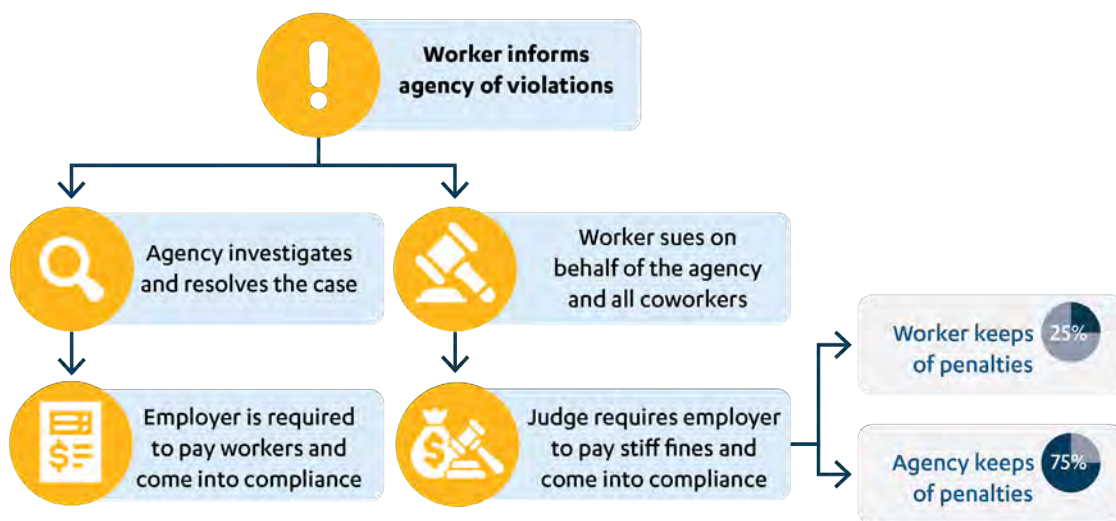 Worker informs
agency of violations
Agency investigates
and resolves the case
Worker sues on
behalf of the agency
and all coworkers
Employer is required
to pay workers and
come into compliance
Judge requires employer
to pay stiff fines and
come into compliance
Worker keeps 25%
of penalties
Agency keeps 75%
of penalties